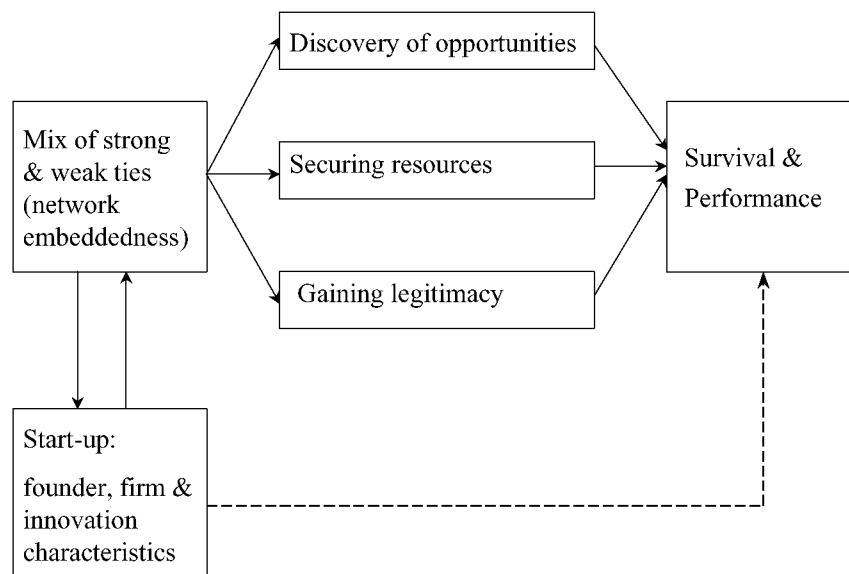 Discovery of opportunities
Mix of strong
& weak ties
(network
embeddedness)
Securing resources
Survival &
Performance
Gaining legitimacy
Start-up:
founder, firm &
innovation
characteristics